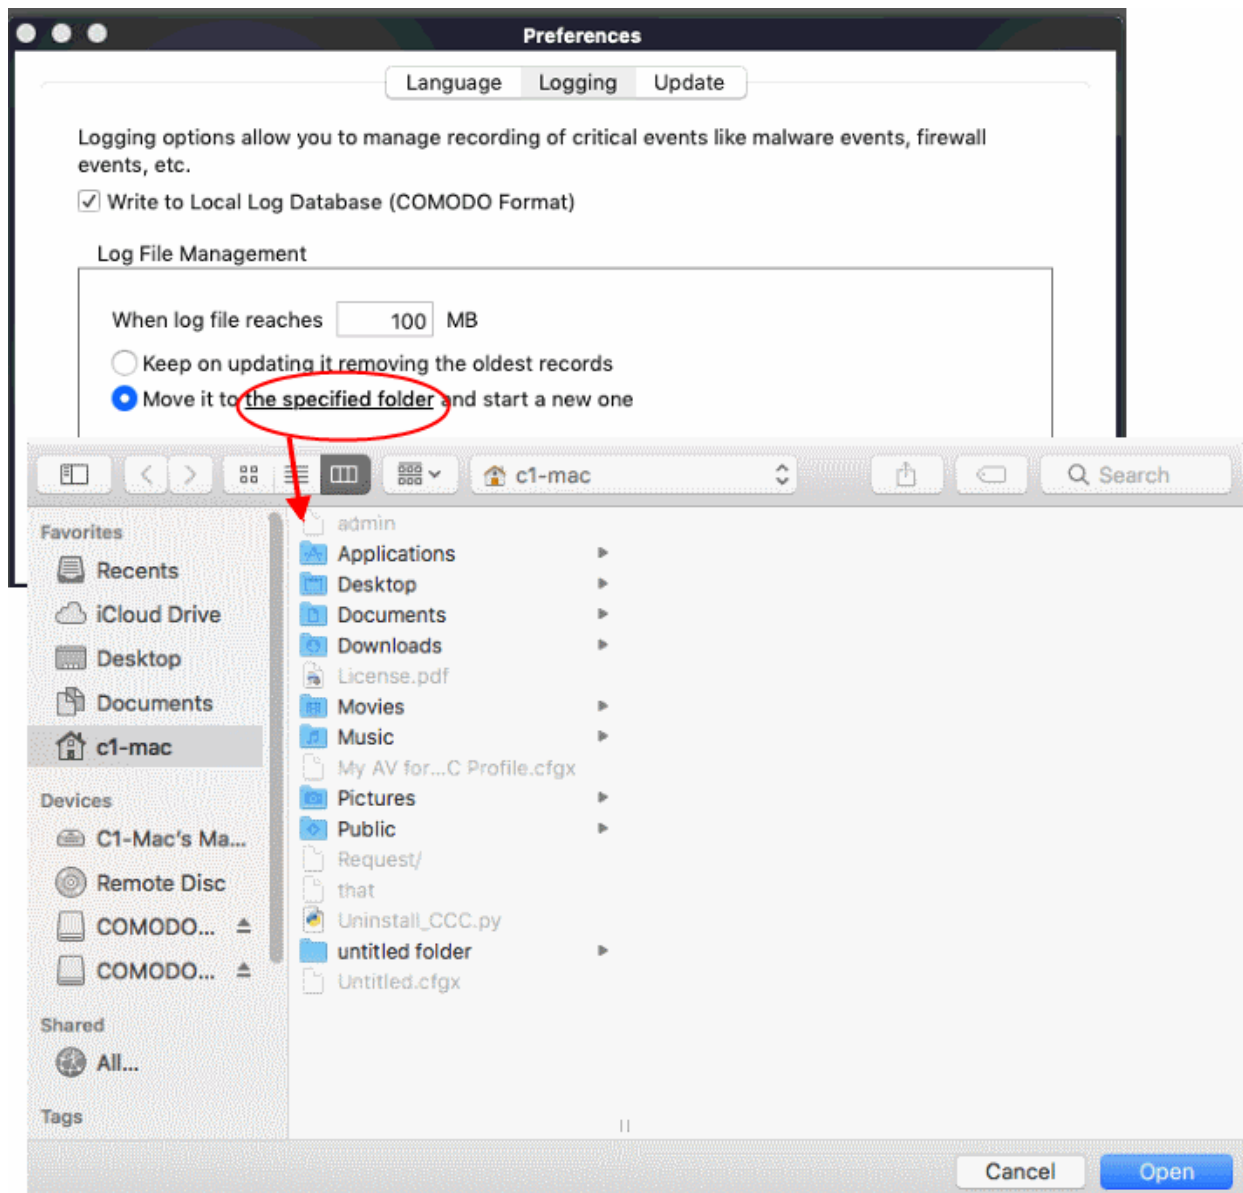 Preferences
Language Logging Update
Logging options allow you to manage recording of critical events like malware events, firewall
events, etc.
Write to Local Log Database (COMODO Format)
Log File Management
When log file reaches 100 MB
Keep on updating it removing the oldest records
Move it to the specified folder and start a new one
c1-mac
Search
Favorites
Recents
iCloud Drive
Desktop
Documents
c1-mac
Devices
C1-Mac's Ma...
Remote Disc
COMODO...
COMODO...
Shared
All...
Tags
admin
Applications
Desktop
Documents
Downloads
License.pdf
Movies
Music
My AV for...C Profile.cfgx
Pictures
Public
Request/
that
Uninstall_CCC.py
untitled folder
Untitled.cfgx
Cancel Open